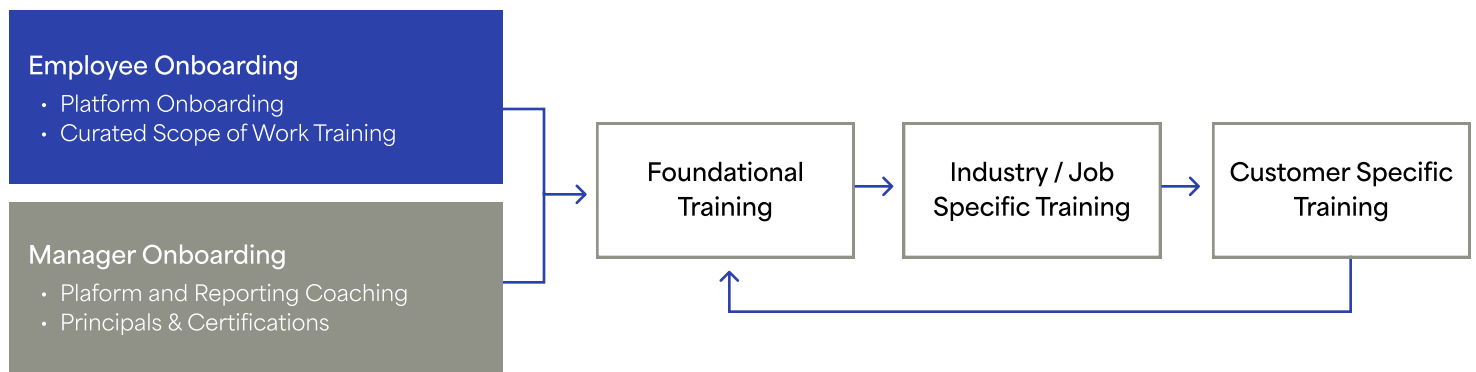 Employee Onboarding
• Platform Onboarding
• Curated Scope of Work Training
Manager Onboarding
• Plaform and Reporting Coaching
• Principals & Certifications
Foundational
Training
Industry / Job
Specific Training
Customer Specific
Training